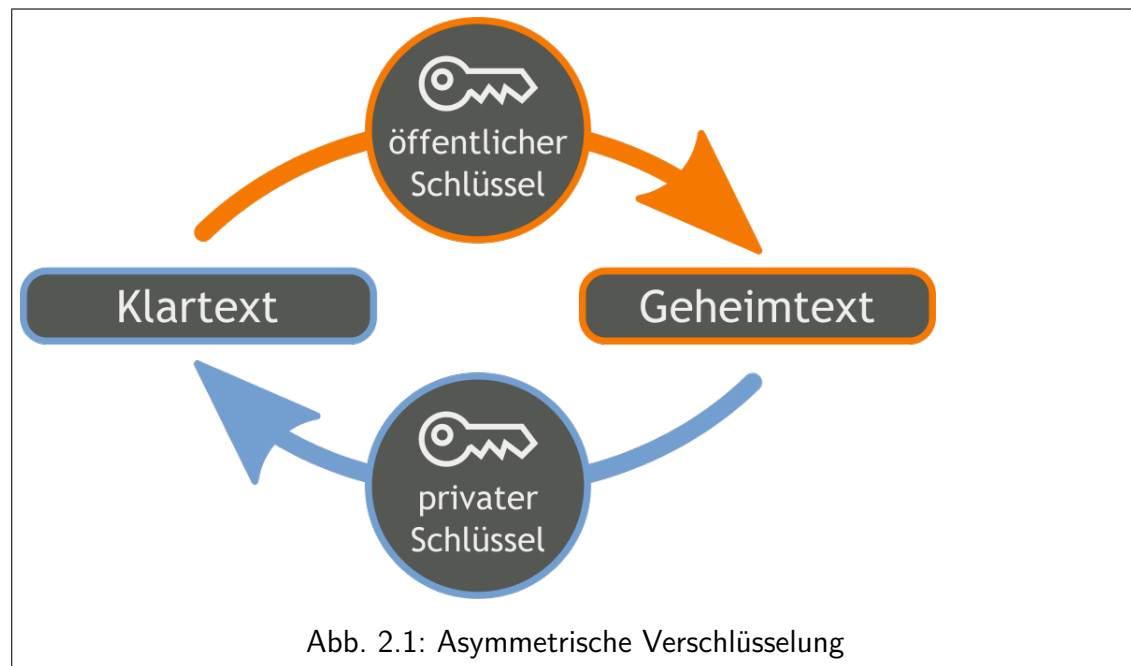 öffentlicher
Schlüssel
Klartext
Geheimtext
privater
Schlüssel
Abb. 2.1: Asymmetrische Verschlüsselung